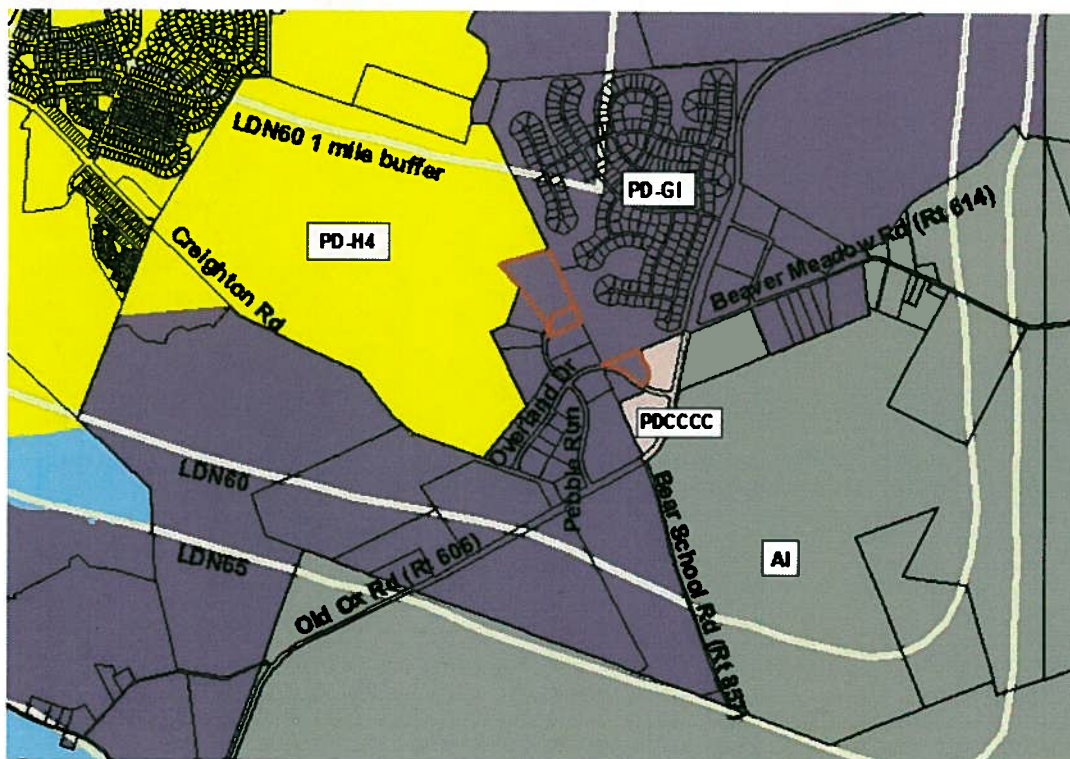 LDN60 1 mile buffer
PD-GI
PD-H4
Creighton Rd
Beaver Meadow Rd (Rt 614)
Overland Dr
PDCCCC
Pebble Run
LDN60
LDN65
Old Ox Rd (Rt 606)
Bear School Rd (Rt 857)
AI